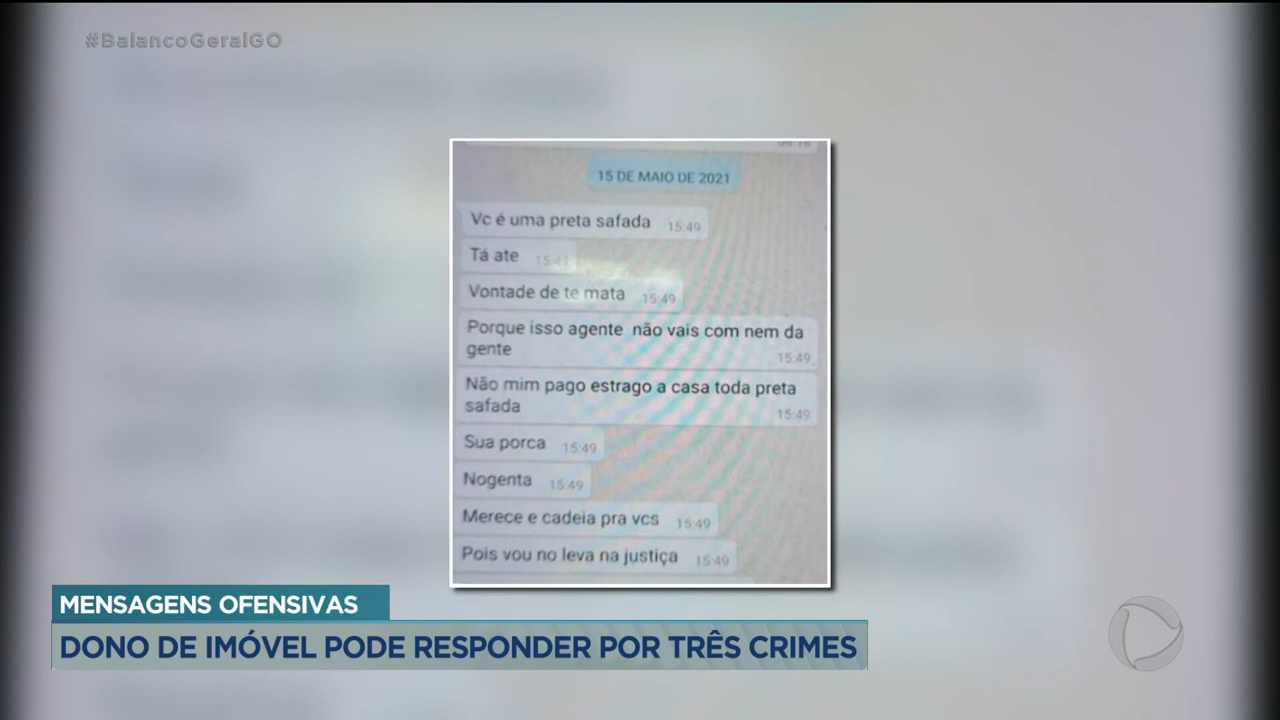 #BalancoGeralGO
15 DE MAIO DE 2021
Vc é uma preta safada 15:49
Tá ate 15:49
Vontade de te mata 15:49
Porque isso agente não vais com nem da
gente 15:49
Não mim pago estrago a casa toda preta
safada 15:49
Sua porca 15:49
Nogenta 15:49
Merece e cadeia pra vcs 15:49
Pois vou no leva na justiça 15:49
MENSAGENS OFENSIVAS
DONO DE IMÓVEL PODE RESPONDER POR TRÊS CRIMES